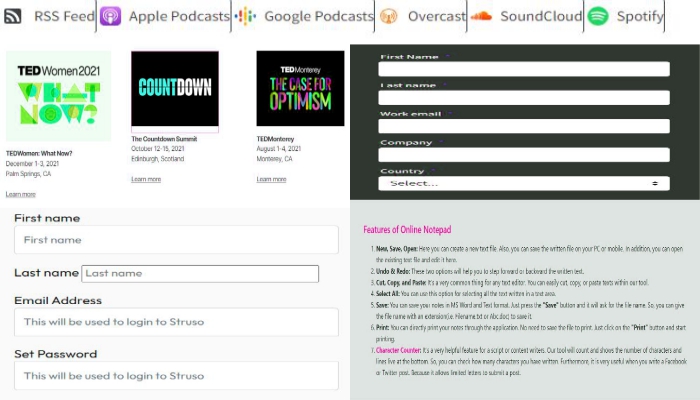 RSS Feed Apple Podcasts Google Podcasts Overcast SoundCloud Spotify
TEDWomen2021
WHAT
NOW?
COUNTDOWN
TEDMonterey
THE CASE FOR
OPTIMISM
TEDWomen: What Now?
December 1-3, 2021
Palm Springs, CA
Learn more
The Countdown Summit
October 12-15, 2021
Edinburgh, Scotland
Learn more
TEDMonterey
August 1-4, 2021
Monterey, CA
Learn more
First Name *
Last name *
Work email *
Company *
Country *
Select...
First name
First name
Last name Last name
Email Address
This will be used to login to Struso
Set Password
This will be used to login to Struso
Features of Online Notepad
1. New, Save, Open: Here you can create a new text file. Also, you can save the written file on your PC or mobile. In addition, you can open
the existing text file and edit it here.
2. Undo & Redo: These two options will help you to step forward or backward the written text.
3. Cut, Copy, and Paste: It's a very common thing for any text editor. You can easily cut, copy, or paste texts within our tool.
4. Select All: You can use this option for selecting all the text written in a text area.
5. Save: You can save your notes in MS Word and Text format. Just press the "Save" button and it will ask for the file name. So, you can give
the file name with an extension(i.e. Filename.txt or Abc.doc) to save it.
6. Print: You can directly print your notes through the application. No need to save the file to print. Just click on the "Print" button and start
printing.
7. Character Counter: It's a very helpful feature for a script or content writers. Our tool will count and shows the number of characters and
lines live at the bottom. So, you can check how many characters you have written. Furthermore, it is very useful when you write a Facebook
or Twitter post. Because it allows limited letters to submit a post.